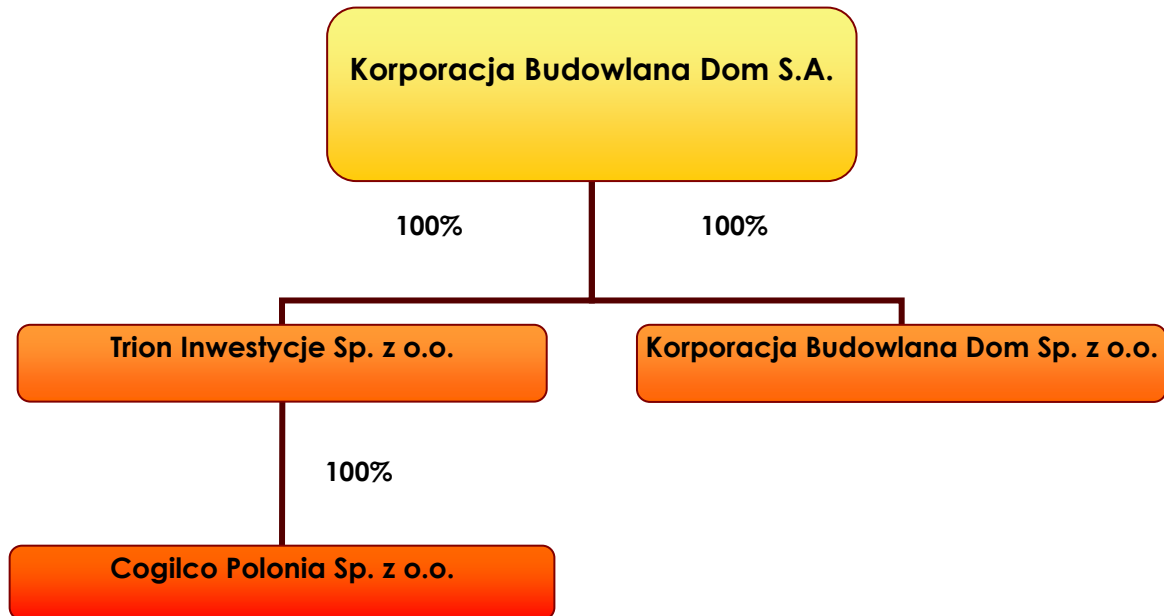 Korporacja Budowlana Dom S.A.
100%
100%
Trion Inwestycje Sp. z o.o.
Korporacja Budowlana Dom Sp. z o.o.
100%
Cogilco Polonia Sp. z o.o.